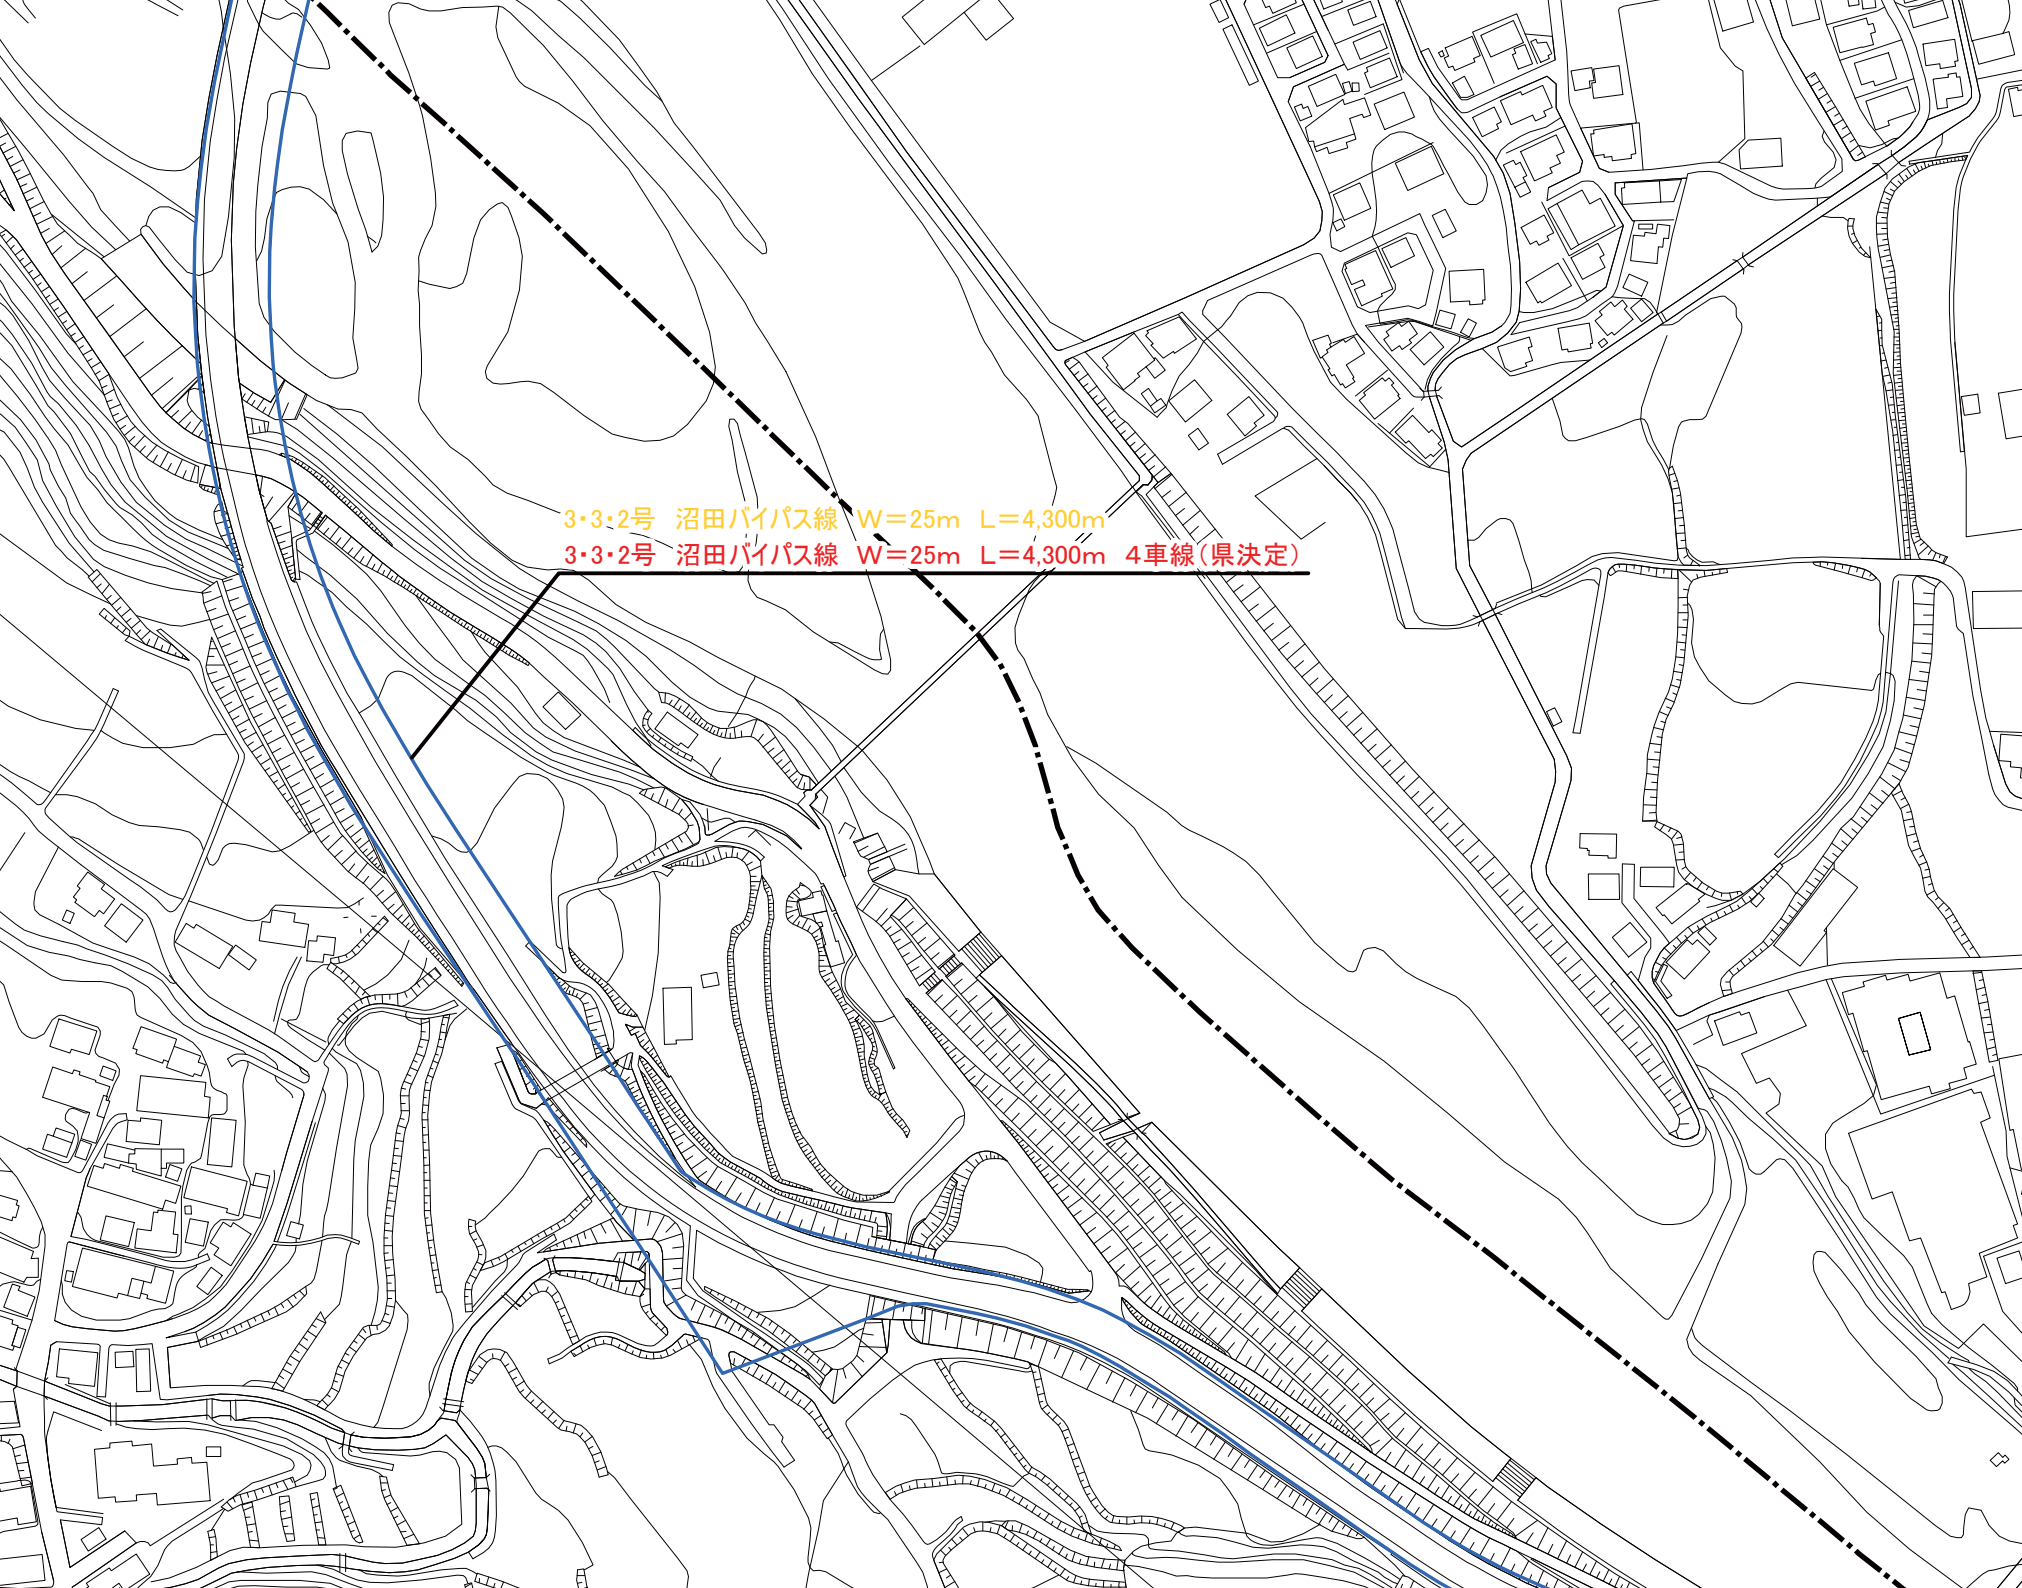 3・3・2号　沼田バイパス線　Ｗ＝25ｍ　Ｌ＝4,300ｍ
3・3・2号　沼田バイパス線　Ｗ＝25ｍ　Ｌ＝4,300ｍ　４車線（県決定）